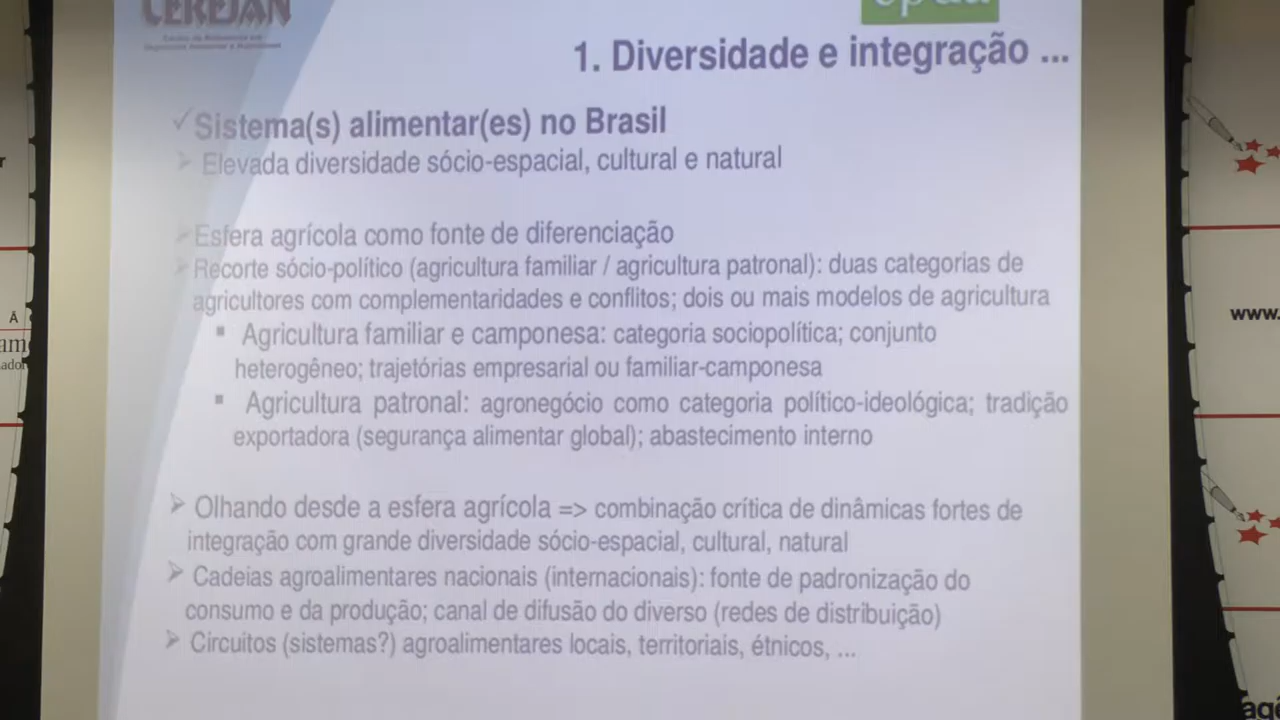 CEREJAN
1. Diversidade e integração ...
Sistema(s) alimentar(es) no Brasil
Elevada diversidade sócio-espacial, cultural e natural
Esfera agrícola como fonte de diferenciação
Recorte sócio-político (agricultura familiar / agricultura patronal): duas categorias de
agricultores com complementaridades e conflitos; dois ou mais modelos de agricultura
Agricultura familiar e camponesa: categoria sociopolítica; conjunto
heterogêneo; trajetórias empresarial ou familiar-camponesa
Agricultura patronal: agronegócio como categoria político-ideológica; tradição
exportadora (segurança alimentar global); abastecimento interno
Olhando desde a esfera agrícola => combinação crítica de dinâmicas fortes de
integração com grande diversidade sócio-espacial, cultural, natural
Cadeias agroalimentares nacionais (internacionais): fonte de padronização do
consumo e da produção; canal de difusão do diverso (redes de distribuição)
Circuitos (sistemas?) agroalimentares locais, territoriais, étnicos, ...
www.